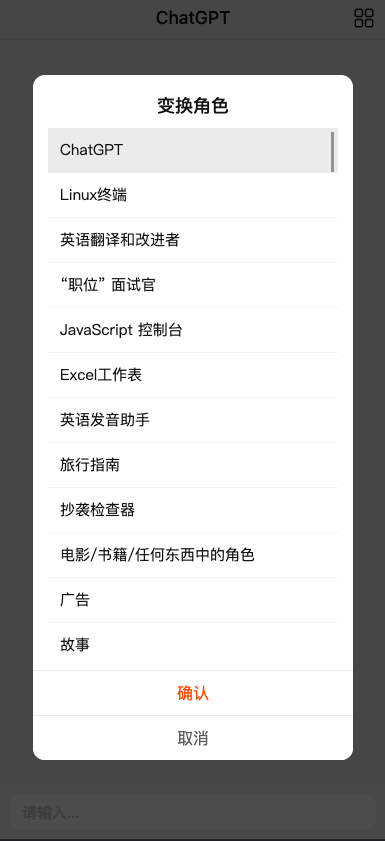 ChatGPT
变换角色
ChatGPT
Linux终端
英语翻译和改进者
“职位” 面试官
JavaScript 控制台
Excel工作表
英语发音助手
旅行指南
抄袭检查器
电影/书籍/任何东西中的角色
广告
故事
确认
取消
请输入...